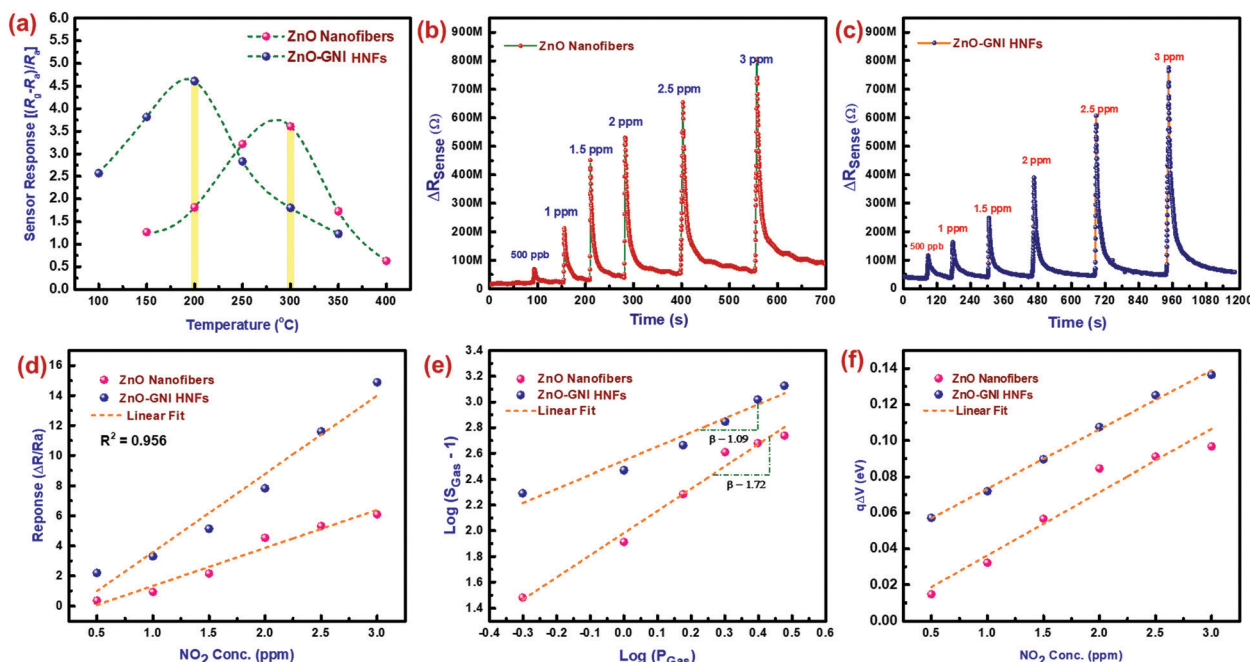 (a)
6.0
5.5
5.0
4.5
4.0
3.5
3.0
2.5
2.0
1.5
1.0
0.5
0.0
Sensor Response [(Rg-Ra)/Ra]
ZnO Nanofibers
ZnO-GNI HNFs
100 150 200 250 300 350 400
Temperature (°C)
(b)
900M
800M
700M
600M
500M
400M
300M
200M
100M
0
ΔRSense (Ω)
ZnO Nanofibers
3 ppm
2.5 ppm
2 ppm
1.5 ppm
1 ppm
500 ppb
0 100 200 300 400 500 600 700
Time (s)
(c)
900M
800M
700M
600M
500M
400M
300M
200M
100M
0
ΔRSense (Ω)
ZnO-GNI HNFs
3 ppm
2.5 ppm
2 ppm
1.5 ppm
1 ppm
500 ppb
0 120 240 360 480 600 720 840 960 1080 1200
Time (s)
(d)
16
14
12
10
8
6
4
2
0
Reponse (ΔR/Ra)
ZnO Nanofibers
ZnO-GNI HNFs
Linear Fit
R² = 0.956
0.5 1.0 1.5 2.0 2.5 3.0
NO₂ Conc. (ppm)
(e)
3.4
3.2
3.0
2.8
2.6
2.4
2.2
2.0
1.8
1.6
1.4
Log (SGas - 1)
ZnO Nanofibers
ZnO-GNI HNFs
Linear Fit
β − 1.09
β − 1.72
-0.4 -0.3 -0.2 -0.1 0.0 0.1 0.2 0.3 0.4 0.5 0.6
Log (PGas)
(f)
0.14
0.12
0.10
0.08
0.06
0.04
0.02
0.00
qΔV (eV)
ZnO Nanofibers
ZnO-GNI HNFs
Linear Fit
0.5 1.0 1.5 2.0 2.5 3.0
NO₂ Conc. (ppm)